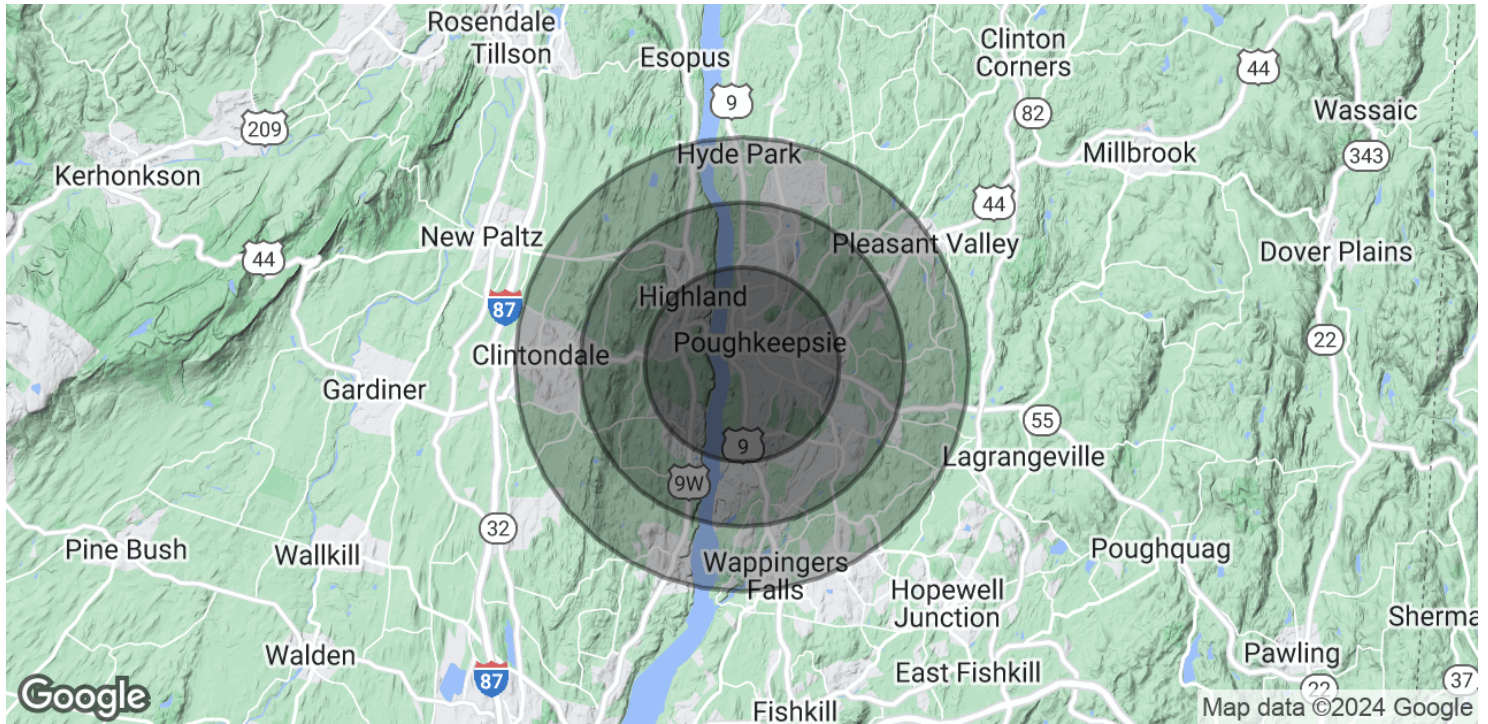 Rosendale
Tillson
Esopus
Clinton
Corners
44
9
82
Wassaic
209
Hyde Park
Millbrook
343
Kerhonkson
44
New Paltz
Pleasant Valley
Dover Plains
44
87
Highland
Poughkeepsie
22
Clintondale
Gardiner
55
9
Lagrangeville
9W
32
Pine Bush
Wallkill
Poughquag
Wappingers
Falls
Hopewell
Junction
Sherma
Walden
Pawling
East Fishkill
87
22
37
Google
Fishkill
Map data ©2024 Google